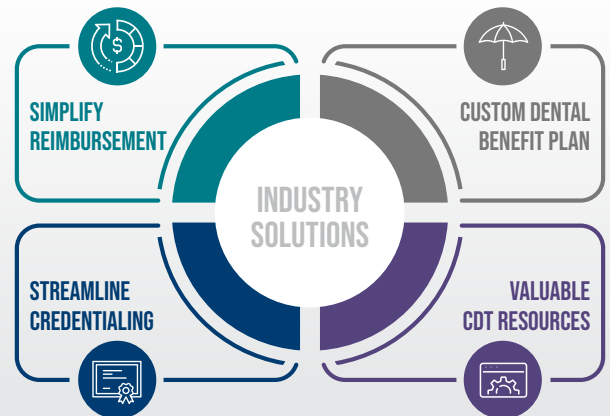 $
SIMPLIFY
REIMBURSEMENT
CUSTOM DENTAL
BENEFIT PLAN
INDUSTRY
SOLUTIONS
STREAMLINE
CREDENTIALING
VALUABLE
CDT RESOURCES